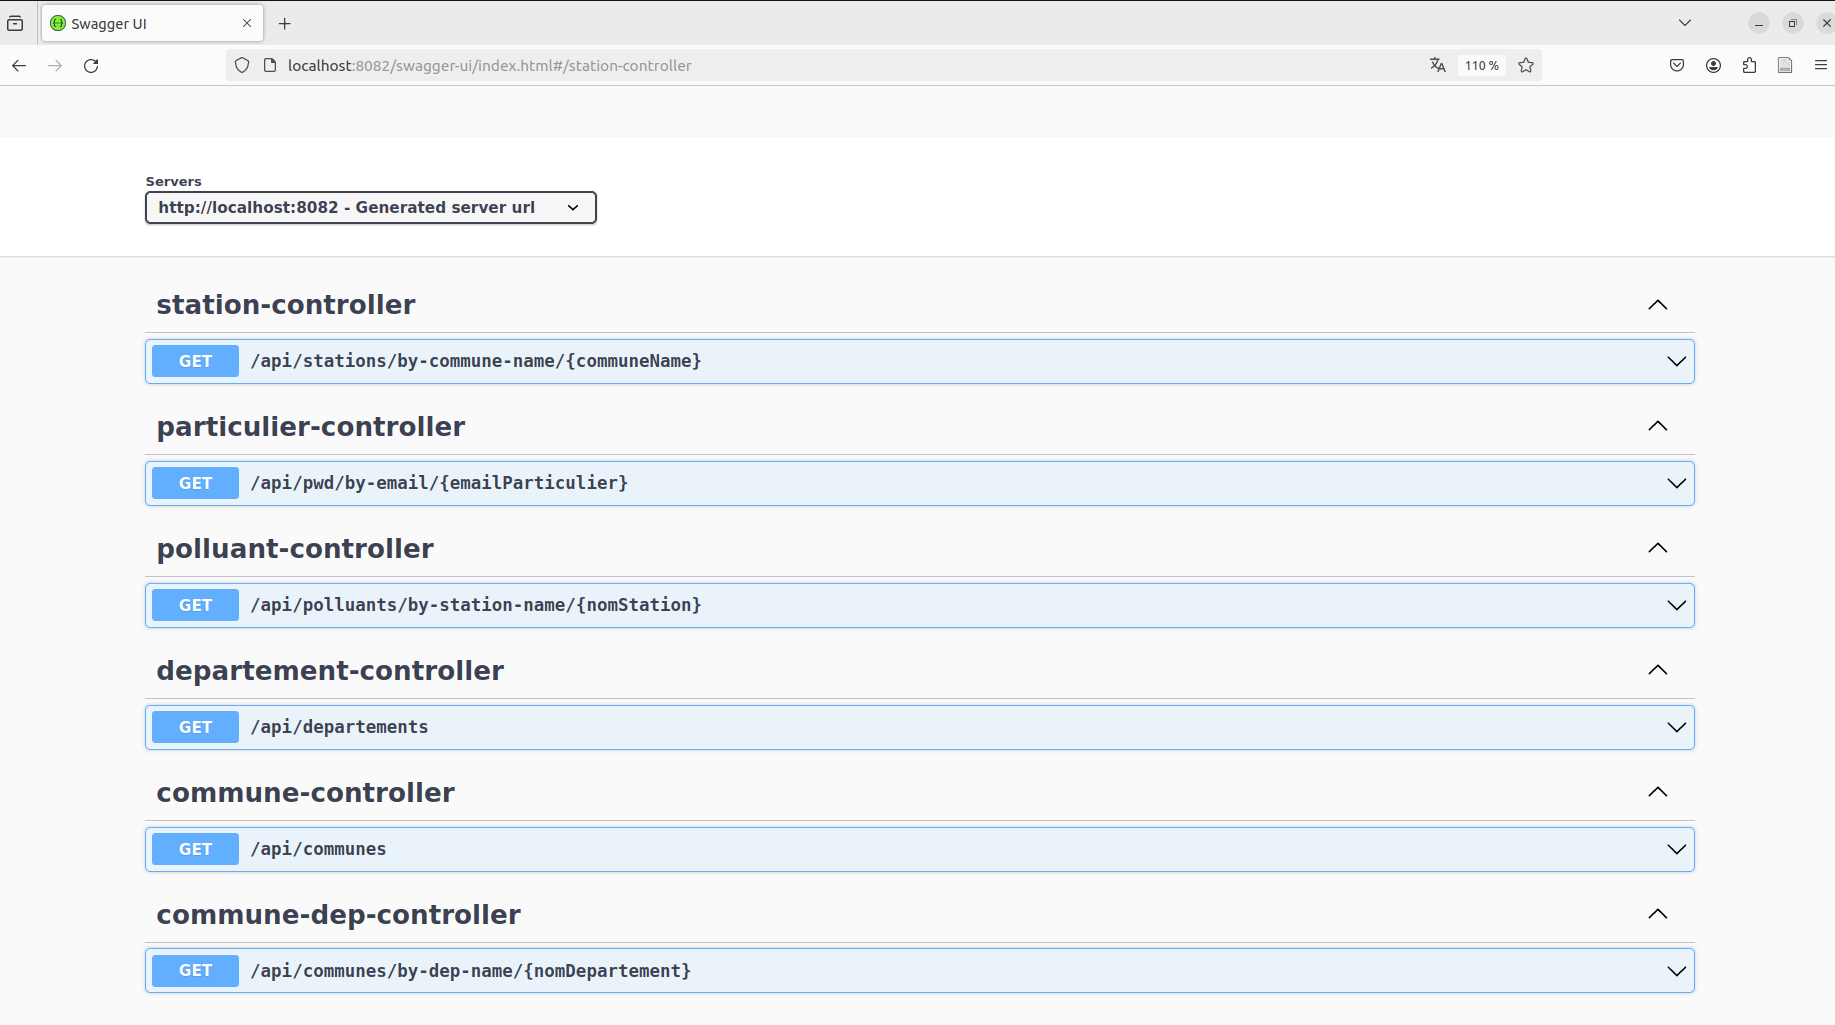 Swagger UI
localhost:8082/swagger-ui/index.html#/station-controller
110 %
Servers
http://localhost:8082 - Generated server url
station-controller
GET /api/stations/by-commune-name/{communeName}
particulier-controller
GET /api/pwd/by-email/{emailParticulier}
polluant-controller
GET /api/polluants/by-station-name/{nomStation}
departement-controller
GET /api/departements
commune-controller
GET /api/communes
commune-dep-controller
GET /api/communes/by-dep-name/{nomDepartement}